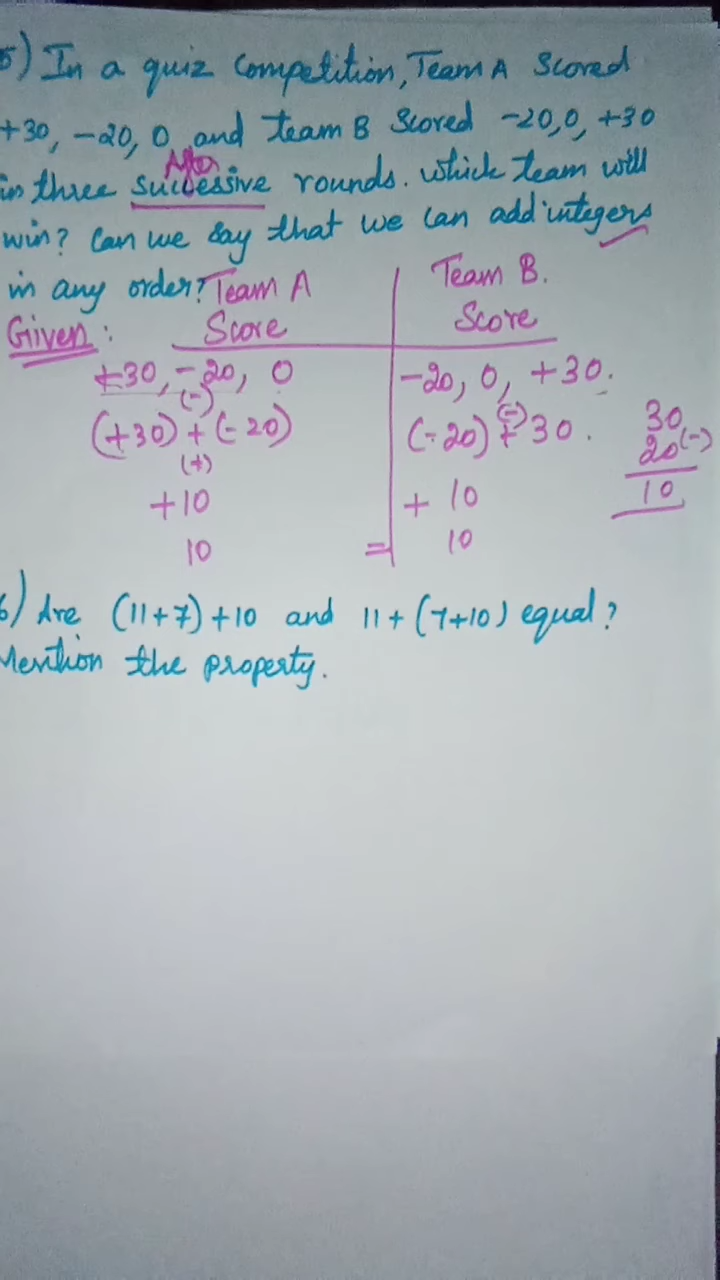 5) In a quiz Competition, Team A Scored
+30, -20, 0 and team B Scored -20,0, +30
After
in three successive rounds. which team will
win? Can we say that we can add integers
in any order? Team A Team B.
Given: Score Score
+30, -20, 0 -20, 0, +30.
(-) (-)
(+30) + (-20) (-20) + 30. 30
(+) 20(-)
+10 + 10 10
10 = 10
6) Are (11+7)+10 and 11+(7+10) equal?
Mention the property.